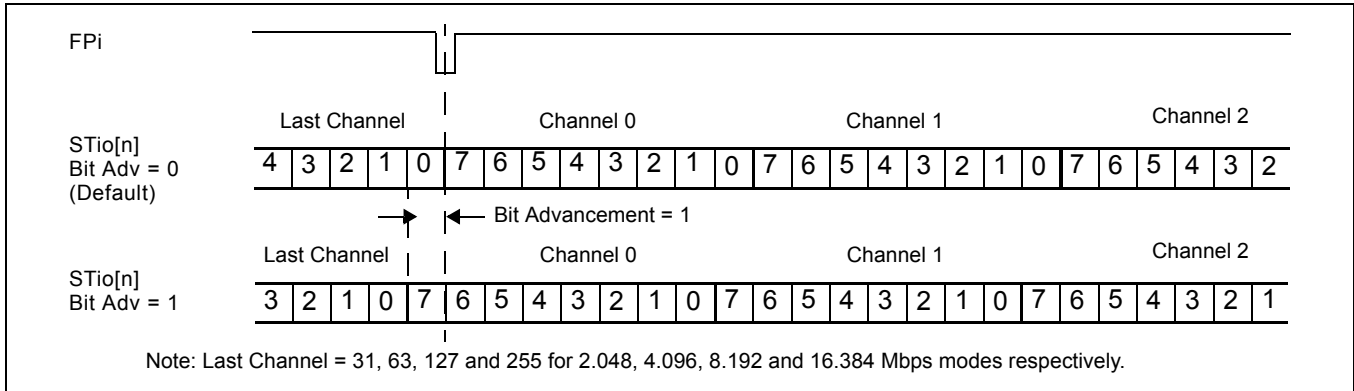 FPi
Last Channel Channel 0 Channel 1 Channel 2
STio[n]
Bit Adv = 0
(Default)
4 3 2 1 0 7 6 5 4 3 2 1 0 7 6 5 4 3 2 1 0 7 6 5 4 3 2
Bit Advancement = 1
Last Channel Channel 0 Channel 1 Channel 2
STio[n]
Bit Adv = 1
3 2 1 0 7 6 5 4 3 2 1 0 7 6 5 4 3 2 1 0 7 6 5 4 3 2 1
Note: Last Channel = 31, 63, 127 and 255 for 2.048, 4.096, 8.192 and 16.384 Mbps modes respectively.